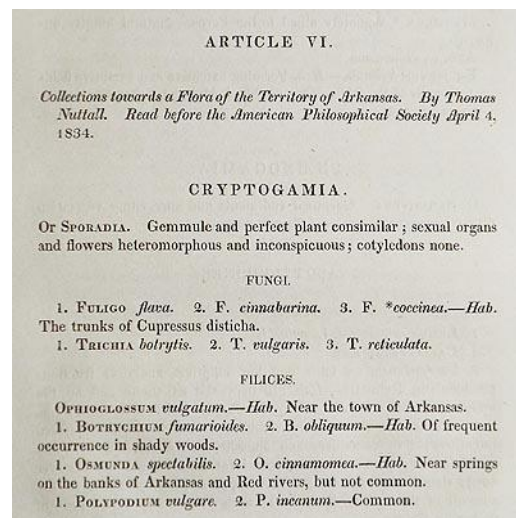 ARTICLE VI.
Collections towards a Flora of the Territory of Arkansas. By Thomas
Nuttall. Read before the American Philosophical Society April 4.
1834.
CRYPTOGAMIA.
Or Sporadia. Gemmule and perfect plant consimilar; sexual organs
and flowers heteromorphous and inconspicuous; cotyledons none.
FUNGI.
1. Fuligo flava. 2. F. cinnabarina. 3. F. *coccinea.—Hab.
The trunks of Cupressus disticha.
1. Trichia botrytis. 2. T. vulgaris. 3. T. reticulata.
FILICES.
Ophioglossum vulgatum.—Hab. Near the town of Arkansas.
1. Botrychium fumarioides. 2. B. obliquum.—Hab. Of frequent
occurrence in shady woods.
1. Osmunda spectabilis. 2. O. cinnamomea.—Hab. Near springs
on the banks of Arkansas and Red rivers, but not common.
1. Polypodium vulgare. 2. P. incanum.—Common.